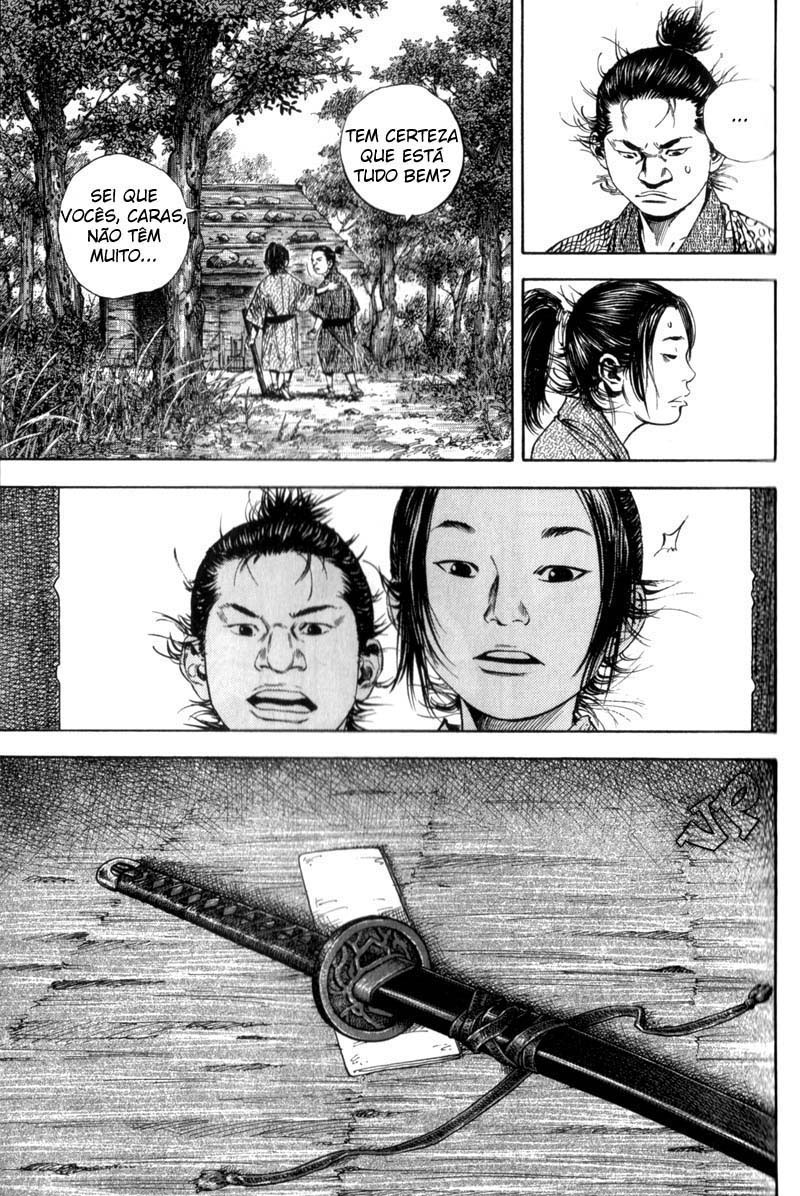 ...
TEM CERTEZA
QUE ESTÁ
TUDO BEM?
SEI QUE
VOCÊS, CARAS,
NÃO TÊM
MUITO...